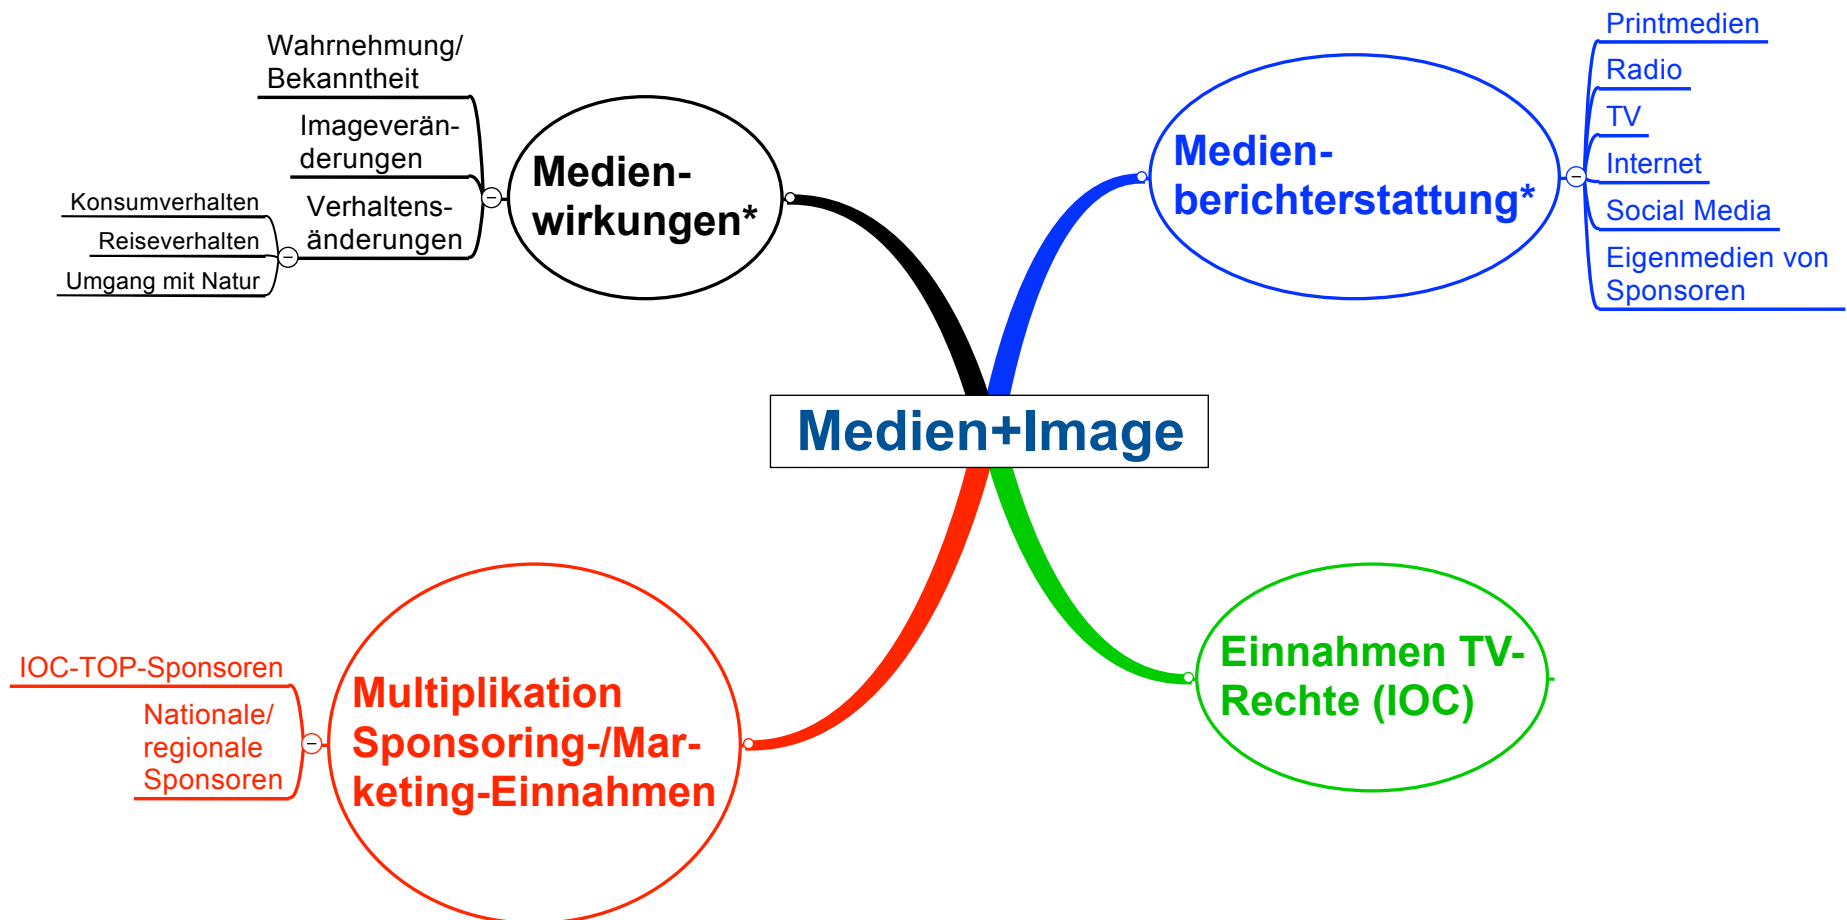 Medien+Image
Medien-
berichterstattung*
Printmedien
Radio
TV
Internet
Social Media
Eigenmedien von
Sponsoren
Einnahmen TV-
Rechte (IOC)
Multiplikation
Sponsoring-/Mar-
keting-Einnahmen
IOC-TOP-Sponsoren
Nationale/
regionale
Sponsoren
Medien-
wirkungen*
Wahrnehmung/
Bekanntheit
Imageverän-
derungen
Verhaltens-
änderungen
Konsumverhalten
Reiseverhalten
Umgang mit Natur